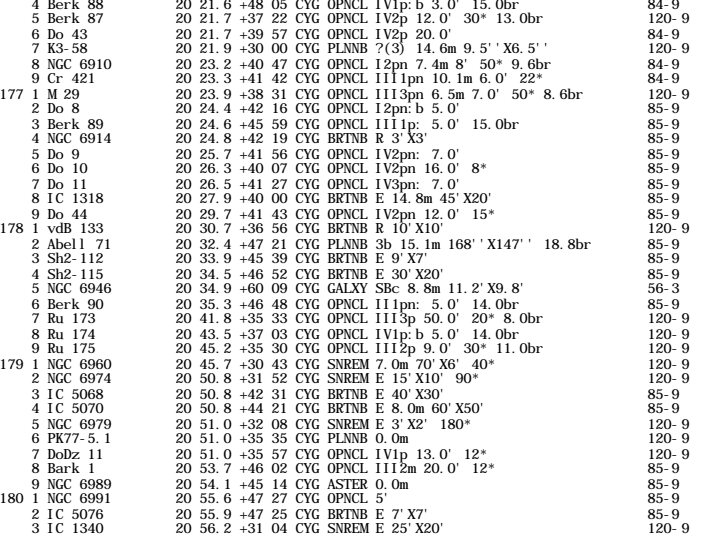 4 Berk 88 20 21.6 +48 05 CYG OPNCL IV1p:b 3.0' 15.0br 84-9
5 Berk 87 20 21.7 +37 22 CYG OPNCL IV2p 12.0' 30* 13.0br 120-9
6 Do 43 20 21.7 +39 57 CYG OPNCL IV2p 20.0' 84-9
7 K3-58 20 21.9 +30 00 CYG PLNNB ?(3) 14.6m 9.5''X6.5'' 120-9
8 NGC 6910 20 23.2 +40 47 CYG OPNCL I2pn 7.4m 8' 50* 9.6br 84-9
9 Cr 421 20 23.3 +41 42 CYG OPNCL III1pn 10.1m 6.0' 22* 84-9
177 1 M 29 20 23.9 +38 31 CYG OPNCL III3pn 6.5m 7.0' 50* 8.6br 120-9
2 Do 8 20 24.4 +42 16 CYG OPNCL I2pn:b 5.0' 85-9
3 Berk 89 20 24.6 +45 59 CYG OPNCL III1p: 5.0' 15.0br 85-9
4 NGC 6914 20 24.8 +42 19 CYG BRTNB R 3'X3' 85-9
5 Do 9 20 25.7 +41 56 CYG OPNCL IV2pn: 7.0' 85-9
6 Do 10 20 26.3 +40 07 CYG OPNCL IV2pn 16.0' 8* 85-9
7 Do 11 20 26.5 +41 27 CYG OPNCL IV3pn: 7.0' 85-9
8 IC 1318 20 27.9 +40 00 CYG BRTNB E 14.8m 45'X20' 85-9
9 Do 44 20 29.7 +41 43 CYG OPNCL IV2pn 12.0' 15* 85-9
178 1 vdB 133 20 30.7 +36 56 CYG BRTNB R 10'X10' 120-9
2 Abell 71 20 32.4 +47 21 CYG PLNNB 3b 15.1m 168''X147'' 18.8br 85-9
3 Sh2-112 20 33.9 +45 39 CYG BRTNB E 9'X7' 85-9
4 Sh2-115 20 34.5 +46 52 CYG BRTNB E 30'X20' 85-9
5 NGC 6946 20 34.9 +60 09 CYG GALXY SBc 8.8m 11.2'X9.8' 56-3
6 Berk 90 20 35.3 +46 48 CYG OPNCL II1pn: 5.0' 14.0br 85-9
7 Ru 173 20 41.8 +35 33 CYG OPNCL III3p 50.0' 20* 8.0br 120-9
8 Ru 174 20 43.5 +37 03 CYG OPNCL IV1p:b 5.0' 14.0br 120-9
9 Ru 175 20 45.2 +35 30 CYG OPNCL III2p 9.0' 30* 11.0br 120-9
179 1 NGC 6960 20 45.7 +30 43 CYG SNREM 7.0m 70'X6' 40* 120-9
2 NGC 6974 20 50.8 +31 52 CYG SNREM E 15'X10' 90* 120-9
3 IC 5068 20 50.8 +42 31 CYG BRTNB E 40'X30' 85-9
4 IC 5070 20 50.8 +44 21 CYG BRTNB E 8.0m 60'X50' 85-9
5 NGC 6979 20 51.0 +32 08 CYG SNREM E 3'X2' 180* 120-9
6 PK77-5.1 20 51.0 +35 35 CYG PLNNB 0.0m 120-9
7 DoDz 11 20 51.0 +35 57 CYG OPNCL IV1p 13.0' 12* 120-9
8 Bark 1 20 53.7 +46 02 CYG OPNCL III2m 20.0' 12* 85-9
9 NGC 6989 20 54.1 +45 14 CYG ASTER 0.0m 85-9
180 1 NGC 6991 20 55.6 +47 27 CYG OPNCL 5' 85-9
2 IC 5076 20 55.9 +47 25 CYG BRTNB E 7'X7' 85-9
3 IC 1340 20 56.2 +31 04 CYG SNREM E 25'X20' 120-9